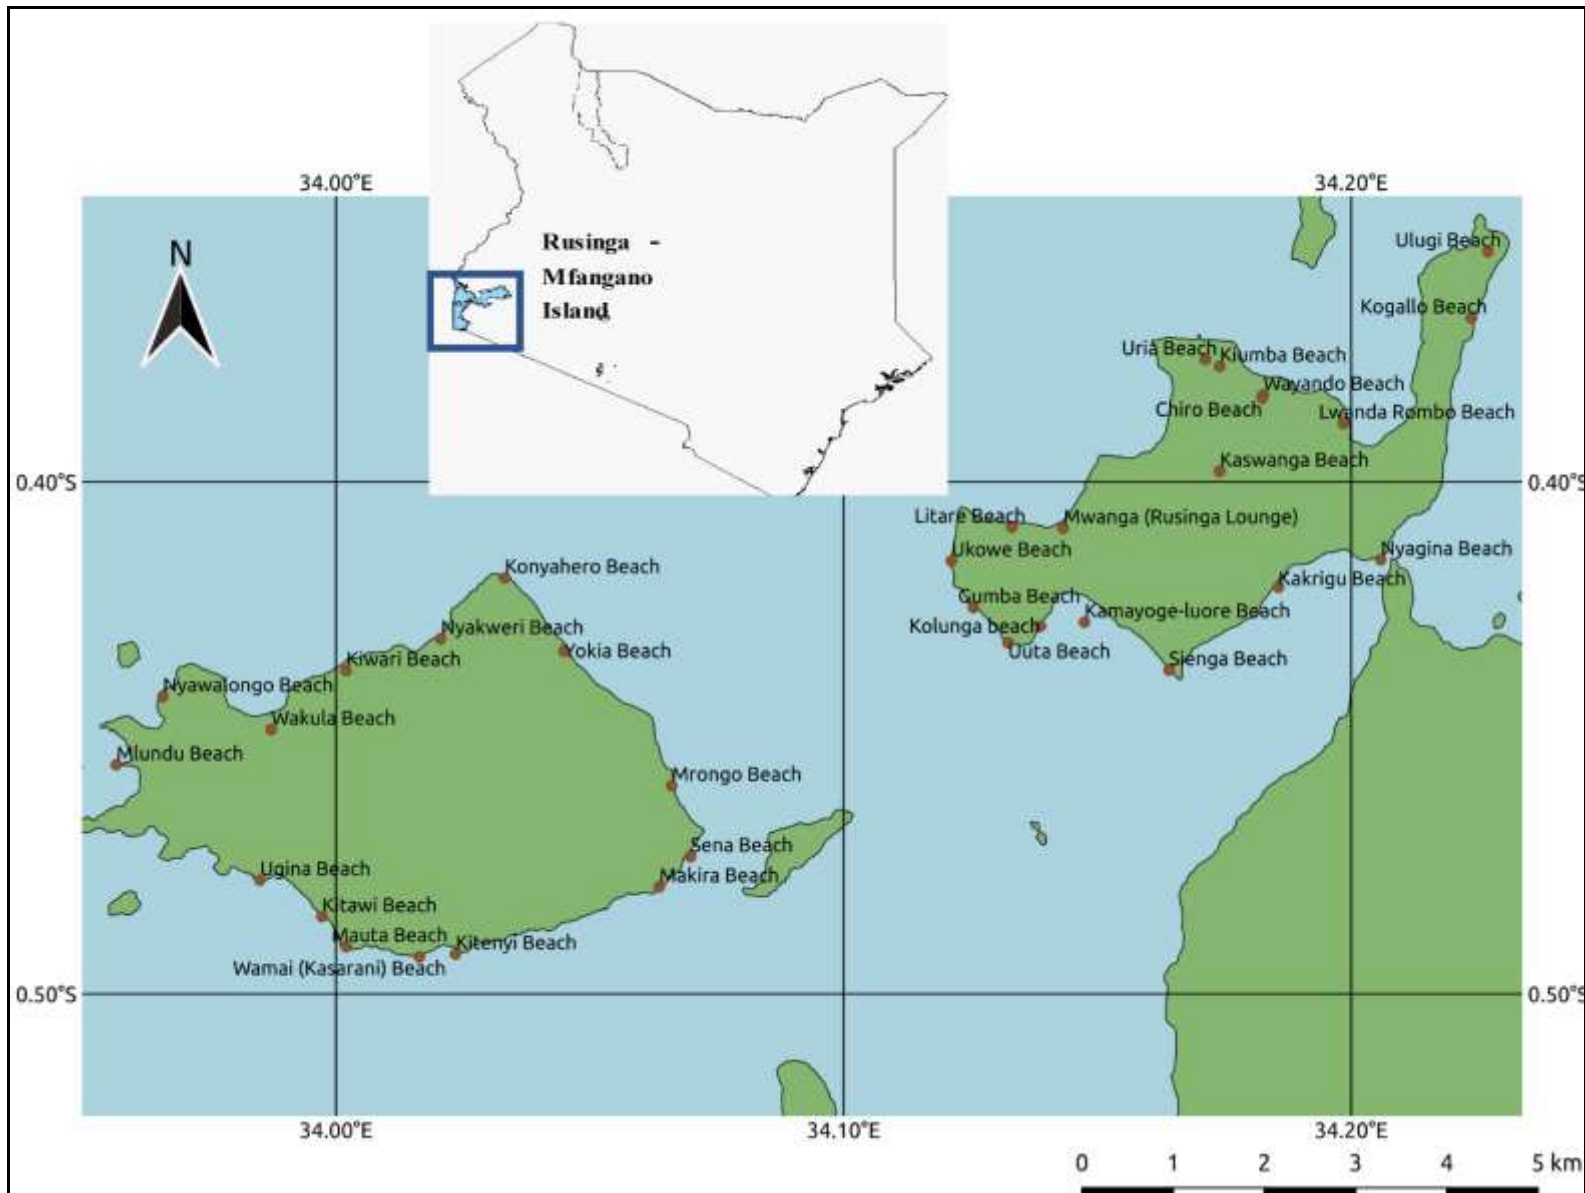 34.00°E
34.20°E
N
Rusinga -
Mfangano
Island
Ulugi Beach
Kogallo Beach
Uria Beach
Kiumba Beach
Wayando Beach
Chiro Beach
Lwanda Rombo Beach
Kaswanga Beach
0.40°S
0.40°S
Litare Beach
Mwanga (Rusinga Lounge)
Ukowe Beach
Nyagina Beach
Konyahero Beach
Kakrigu Beach
Gumba Beach
Kamayoge-luore Beach
Nyakweri Beach
Kolunga beach
Yokia Beach
Uuta Beach
Kiwari Beach
Sienga Beach
Nyawalongo Beach
Wakula Beach
Mlundu Beach
Mrongo Beach
Sena Beach
Ugina Beach
Makira Beach
Kitawi Beach
Mauta Beach
Kitenyi Beach
Wamai (Kasarani) Beach
0.50°S
0.50°S
34.00°E
34.10°E
34.20°E
0 1 2 3 4 5 km